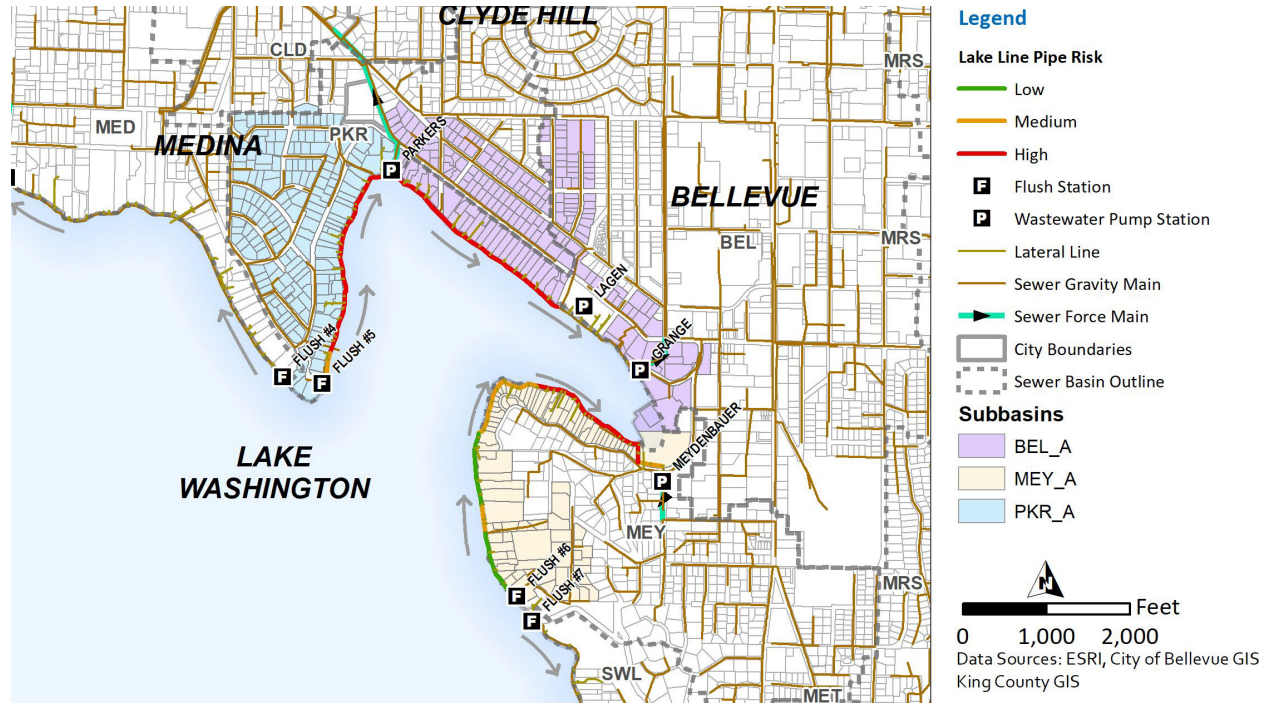 CLYDE HILL
CLD
MRS
MED
MEDINA
PKR
PARKERS
BELLEVUE
BEL
MRS
LAGEN
GRANGE
FLUSH #4
FLUSH #5
MEYDENBAUER
LAKE
WASHINGTON
MEY
FLUSH #6
FLUSH #7
MRS
SWL
MET
P
P
P
P
F
F
F
F
N
Legend
Lake Line Pipe Risk
Low
Medium
High
F Flush Station
P Wastewater Pump Station
Lateral Line
Sewer Gravity Main
Sewer Force Main
City Boundaries
Sewer Basin Outline
Subbasins
BEL_A
MEY_A
PKR_A
Feet
0 1,000 2,000
Data Sources: ESRI, City of Bellevue GIS
King County GIS